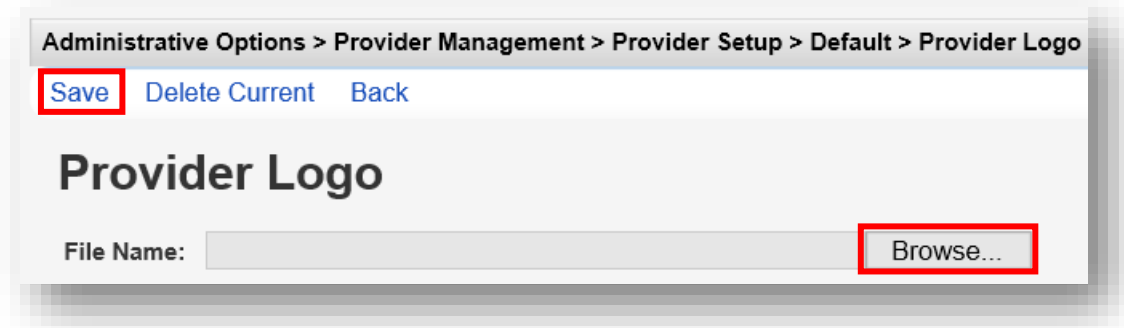 Administrative Options > Provider Management > Provider Setup > Default > Provider Logo
Save Delete Current Back
Provider Logo
File Name: Browse...